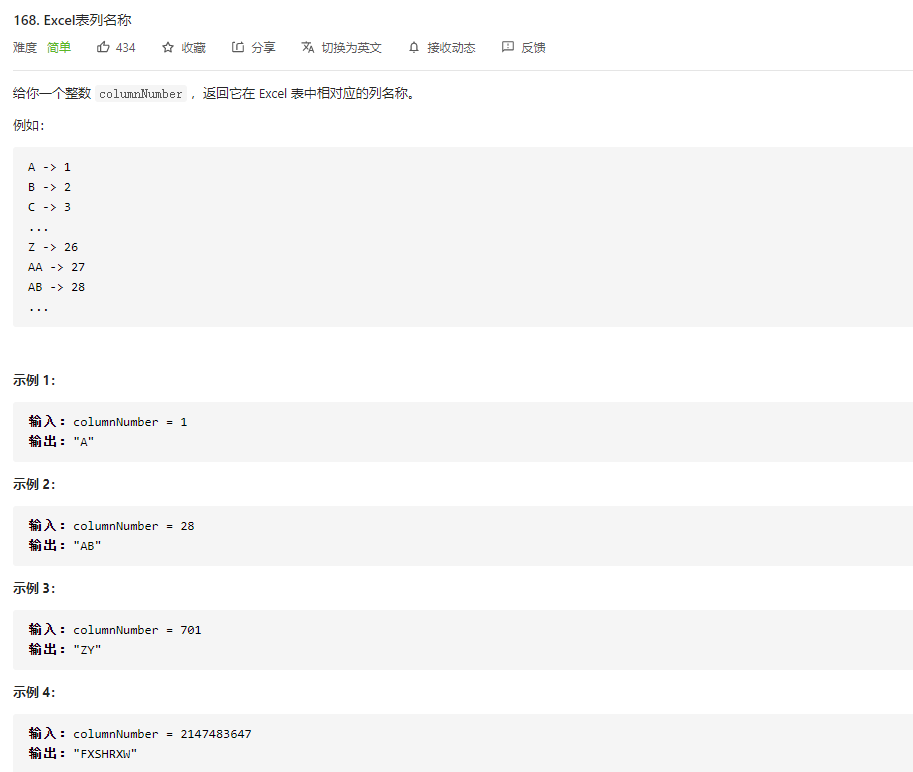 168. Excel表列名称
难度 简单 434 收藏 分享 切换为英文 接收动态 反馈
给你一个整数 columnNumber ，返回它在 Excel 表中相对应的列名称。
例如：
A -> 1
B -> 2
C -> 3
...
Z -> 26
AA -> 27
AB -> 28
...
示例 1：
输入：columnNumber = 1
输出："A"
示例 2：
输入：columnNumber = 28
输出："AB"
示例 3：
输入：columnNumber = 701
输出："ZY"
示例 4：
输入：columnNumber = 2147483647
输出："FXSHRXW"